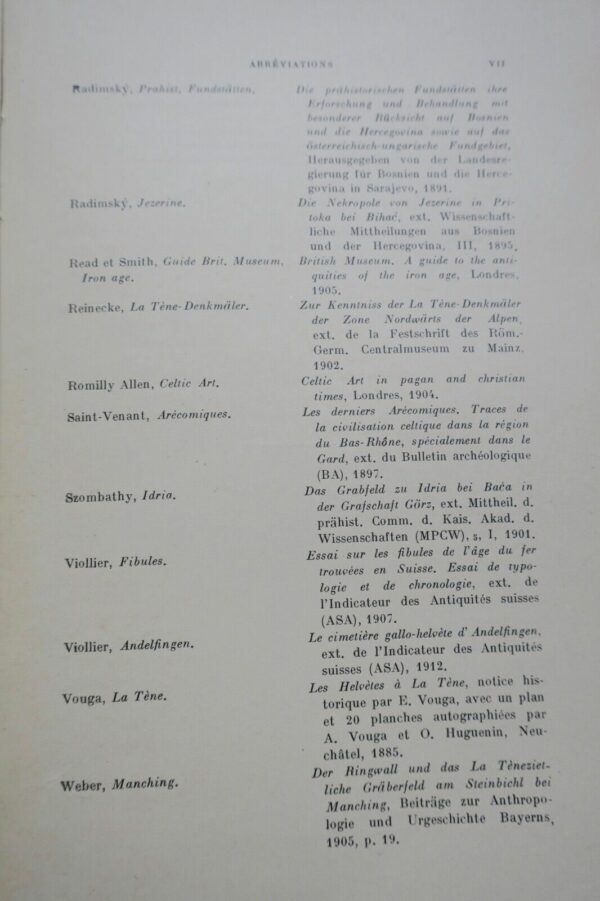 ABRÉVIATIONS VII
Radimský, Prähist. Fundstätten. Die prähistorischen Fundstätten ihre
Erforschung und Behandlung mit
besonderer Rücksicht auf Bosnien
und die Hercegovina sowie auf das
österreichisch-ungarische Fundgebiet,
Herausgegeben von der Landesre-
gierung für Bosnien und die Herce-
govina in Sarajevo, 1891.
Radimský, Jezerine. Die Nekropole von Jezerine in Pri-
toka bei Bihać, ext. Wissenschaft-
liche Mittheilungen aus Bosnien
und der Hercegovina, III, 1895.
Read et Smith, Guide Brit. Museum, British Museum. A guide to the anti-
Iron age. quities of the iron age, Londres,
1905.
Reinecke, La Tène-Denkmäler. Zur Kenntniss der La Tène-Denkmäler
der Zone Nordwärts der Alpen,
ext. de la Festschrift des Röm.-
Germ. Centralmuseum zu Mainz,
1902.
Romilly Allen, Celtic Art. Celtic Art in pagan and christian
times, Londres, 1904.
Saint-Venant, Arécomiques. Les derniers Arécomiques. Traces de
la civilisation celtique dans la région
du Bas-Rhône, spécialement dans le
Gard, ext. du Bulletin archéologique
(BA), 1897.
Szombathy, Idria. Das Grabfeld zu Idria bei Bača in
der Grafschaft Görz, ext. Mittheil. d.
prähist. Comm. d. Kais. Akad. d.
Wissenschaften (MPCW), s, I, 1901.
Viollier, Fibules. Essai sur les fibules de l'âge du fer
trouvées en Suisse. Essai de typo-
logie et de chronologie, ext. de
l'Indicateur des Antiquités suisses
(ASA), 1907.
Viollier, Andelfingen. Le cimetière gallo-helvète d'Andelfingen,
ext. de l'Indicateur des Antiquités
suisses (ASA), 1912.
Vouga, La Tène. Les Helvètes à La Tène, notice his-
torique par E. Vouga, avec un plan
et 20 planches autographiées par
A. Vouga et O. Huguenin, Neu-
châtel, 1885.
Weber, Manching. Der Ringwall und das La Tèneziet-
liche Gräberfeld am Steinbichl bei
Manching, Beiträge zur Anthropo-
logie und Urgeschichte Bayerns,
1905, p. 19.